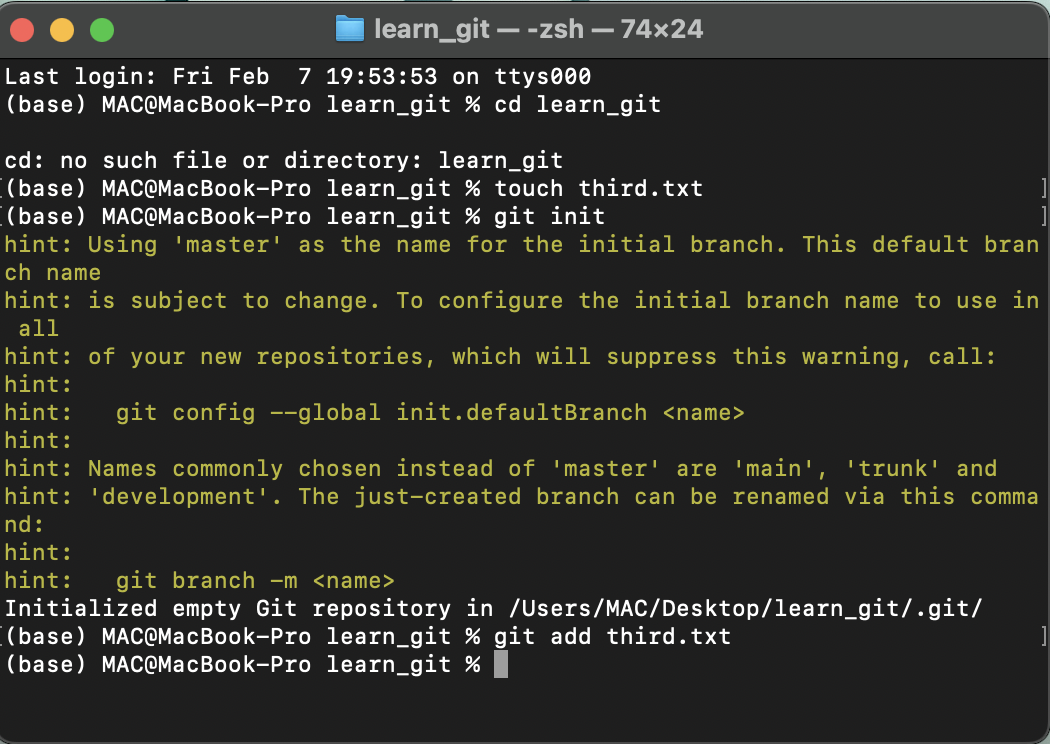 learn_git — -zsh — 74×24
Last login: Fri Feb  7 19:53:53 on ttys000
(base) MAC@MacBook-Pro learn_git % cd learn_git

cd: no such file or directory: learn_git
[(base) MAC@MacBook-Pro learn_git % touch third.txt ]
[(base) MAC@MacBook-Pro learn_git % git init ]
hint: Using 'master' as the name for the initial branch. This default bran
ch name
hint: is subject to change. To configure the initial branch name to use in
 all
hint: of your new repositories, which will suppress this warning, call:
hint:
hint:   git config --global init.defaultBranch <name>
hint:
hint: Names commonly chosen instead of 'master' are 'main', 'trunk' and
hint: 'development'. The just-created branch can be renamed via this comma
nd:
hint:
hint:   git branch -m <name>
Initialized empty Git repository in /Users/MAC/Desktop/learn_git/.git/
[(base) MAC@MacBook-Pro learn_git % git add third.txt ]
(base) MAC@MacBook-Pro learn_git %